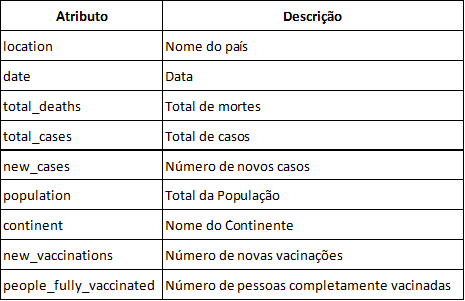 Atributo Descrição
location Nome do país
date Data
total_deaths Total de mortes
total_cases Total de casos
new_cases Número de novos casos
population Total da População
continent Nome do Continente
new_vaccinations Número de novas vacinações
people_fully_vaccinated Número de pessoas completamente vacinadas